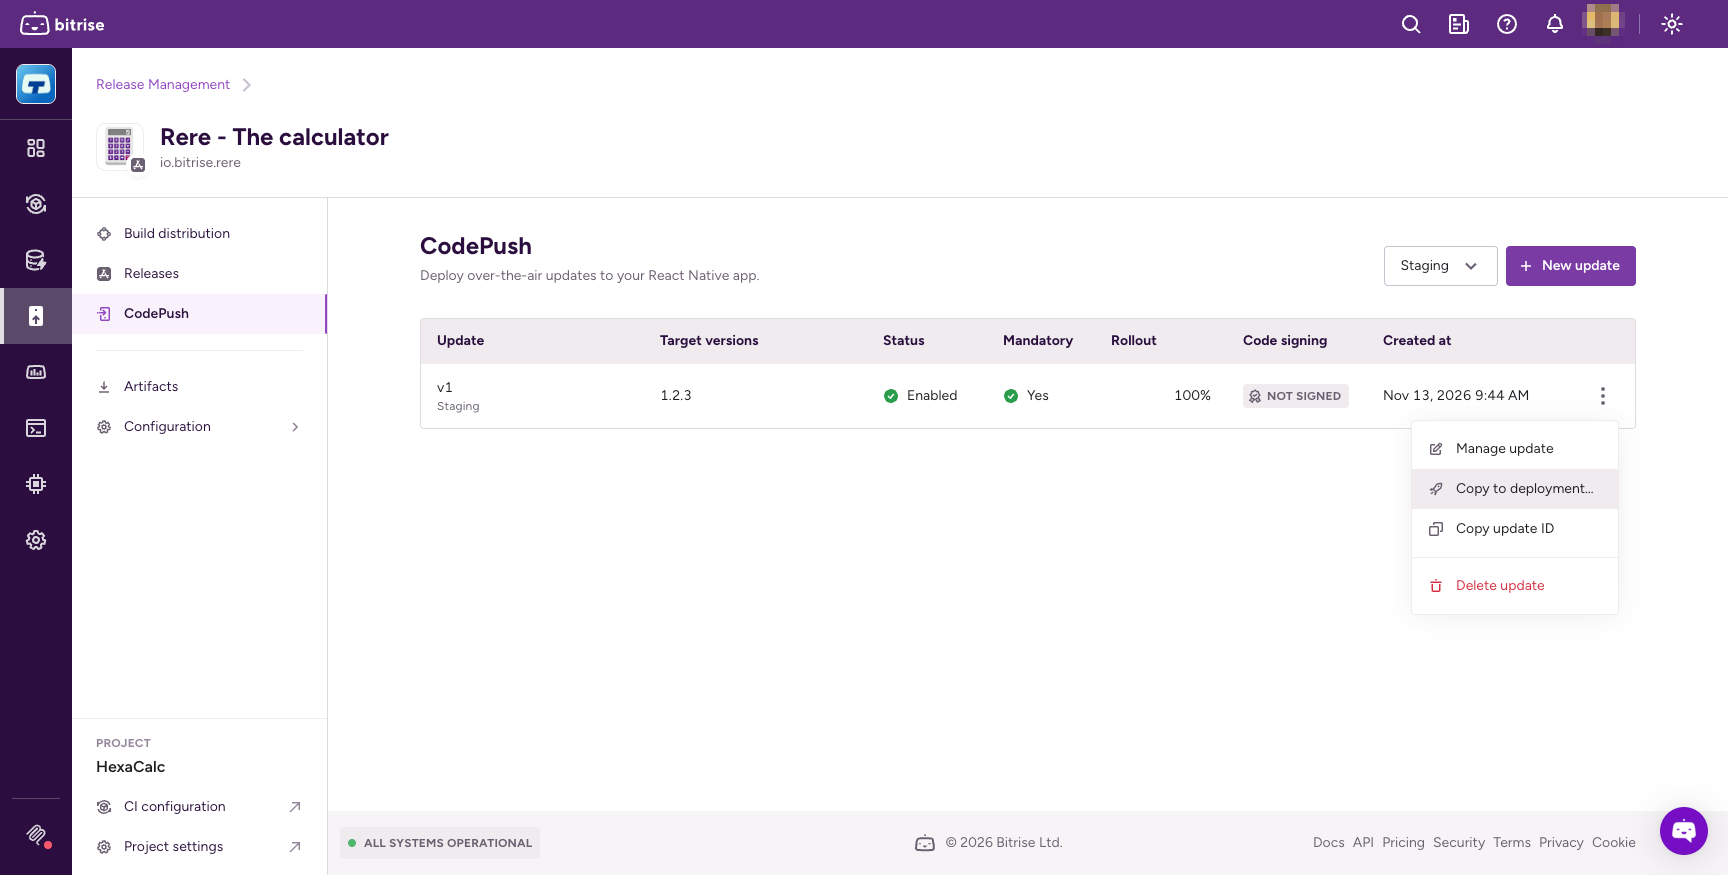 bitrise
Release Management
Rere - The calculator
io.bitrise.rere
Build distribution
Releases
CodePush
Artifacts
Configuration
PROJECT
HexaCalc
CI configuration
Project settings
CodePush
Deploy over-the-air updates to your React Native app.
Staging
New update
Update Target versions Status Mandatory Rollout Code signing Created at
v1 1.2.3 Enabled Yes 100% NOT SIGNED Nov 13, 2026 9:44 AM
Staging
Manage update
Copy to deployment...
Copy update ID
Delete update
ALL SYSTEMS OPERATIONAL
© 2026 Bitrise Ltd.
Docs API Pricing Security Terms Privacy Cookie